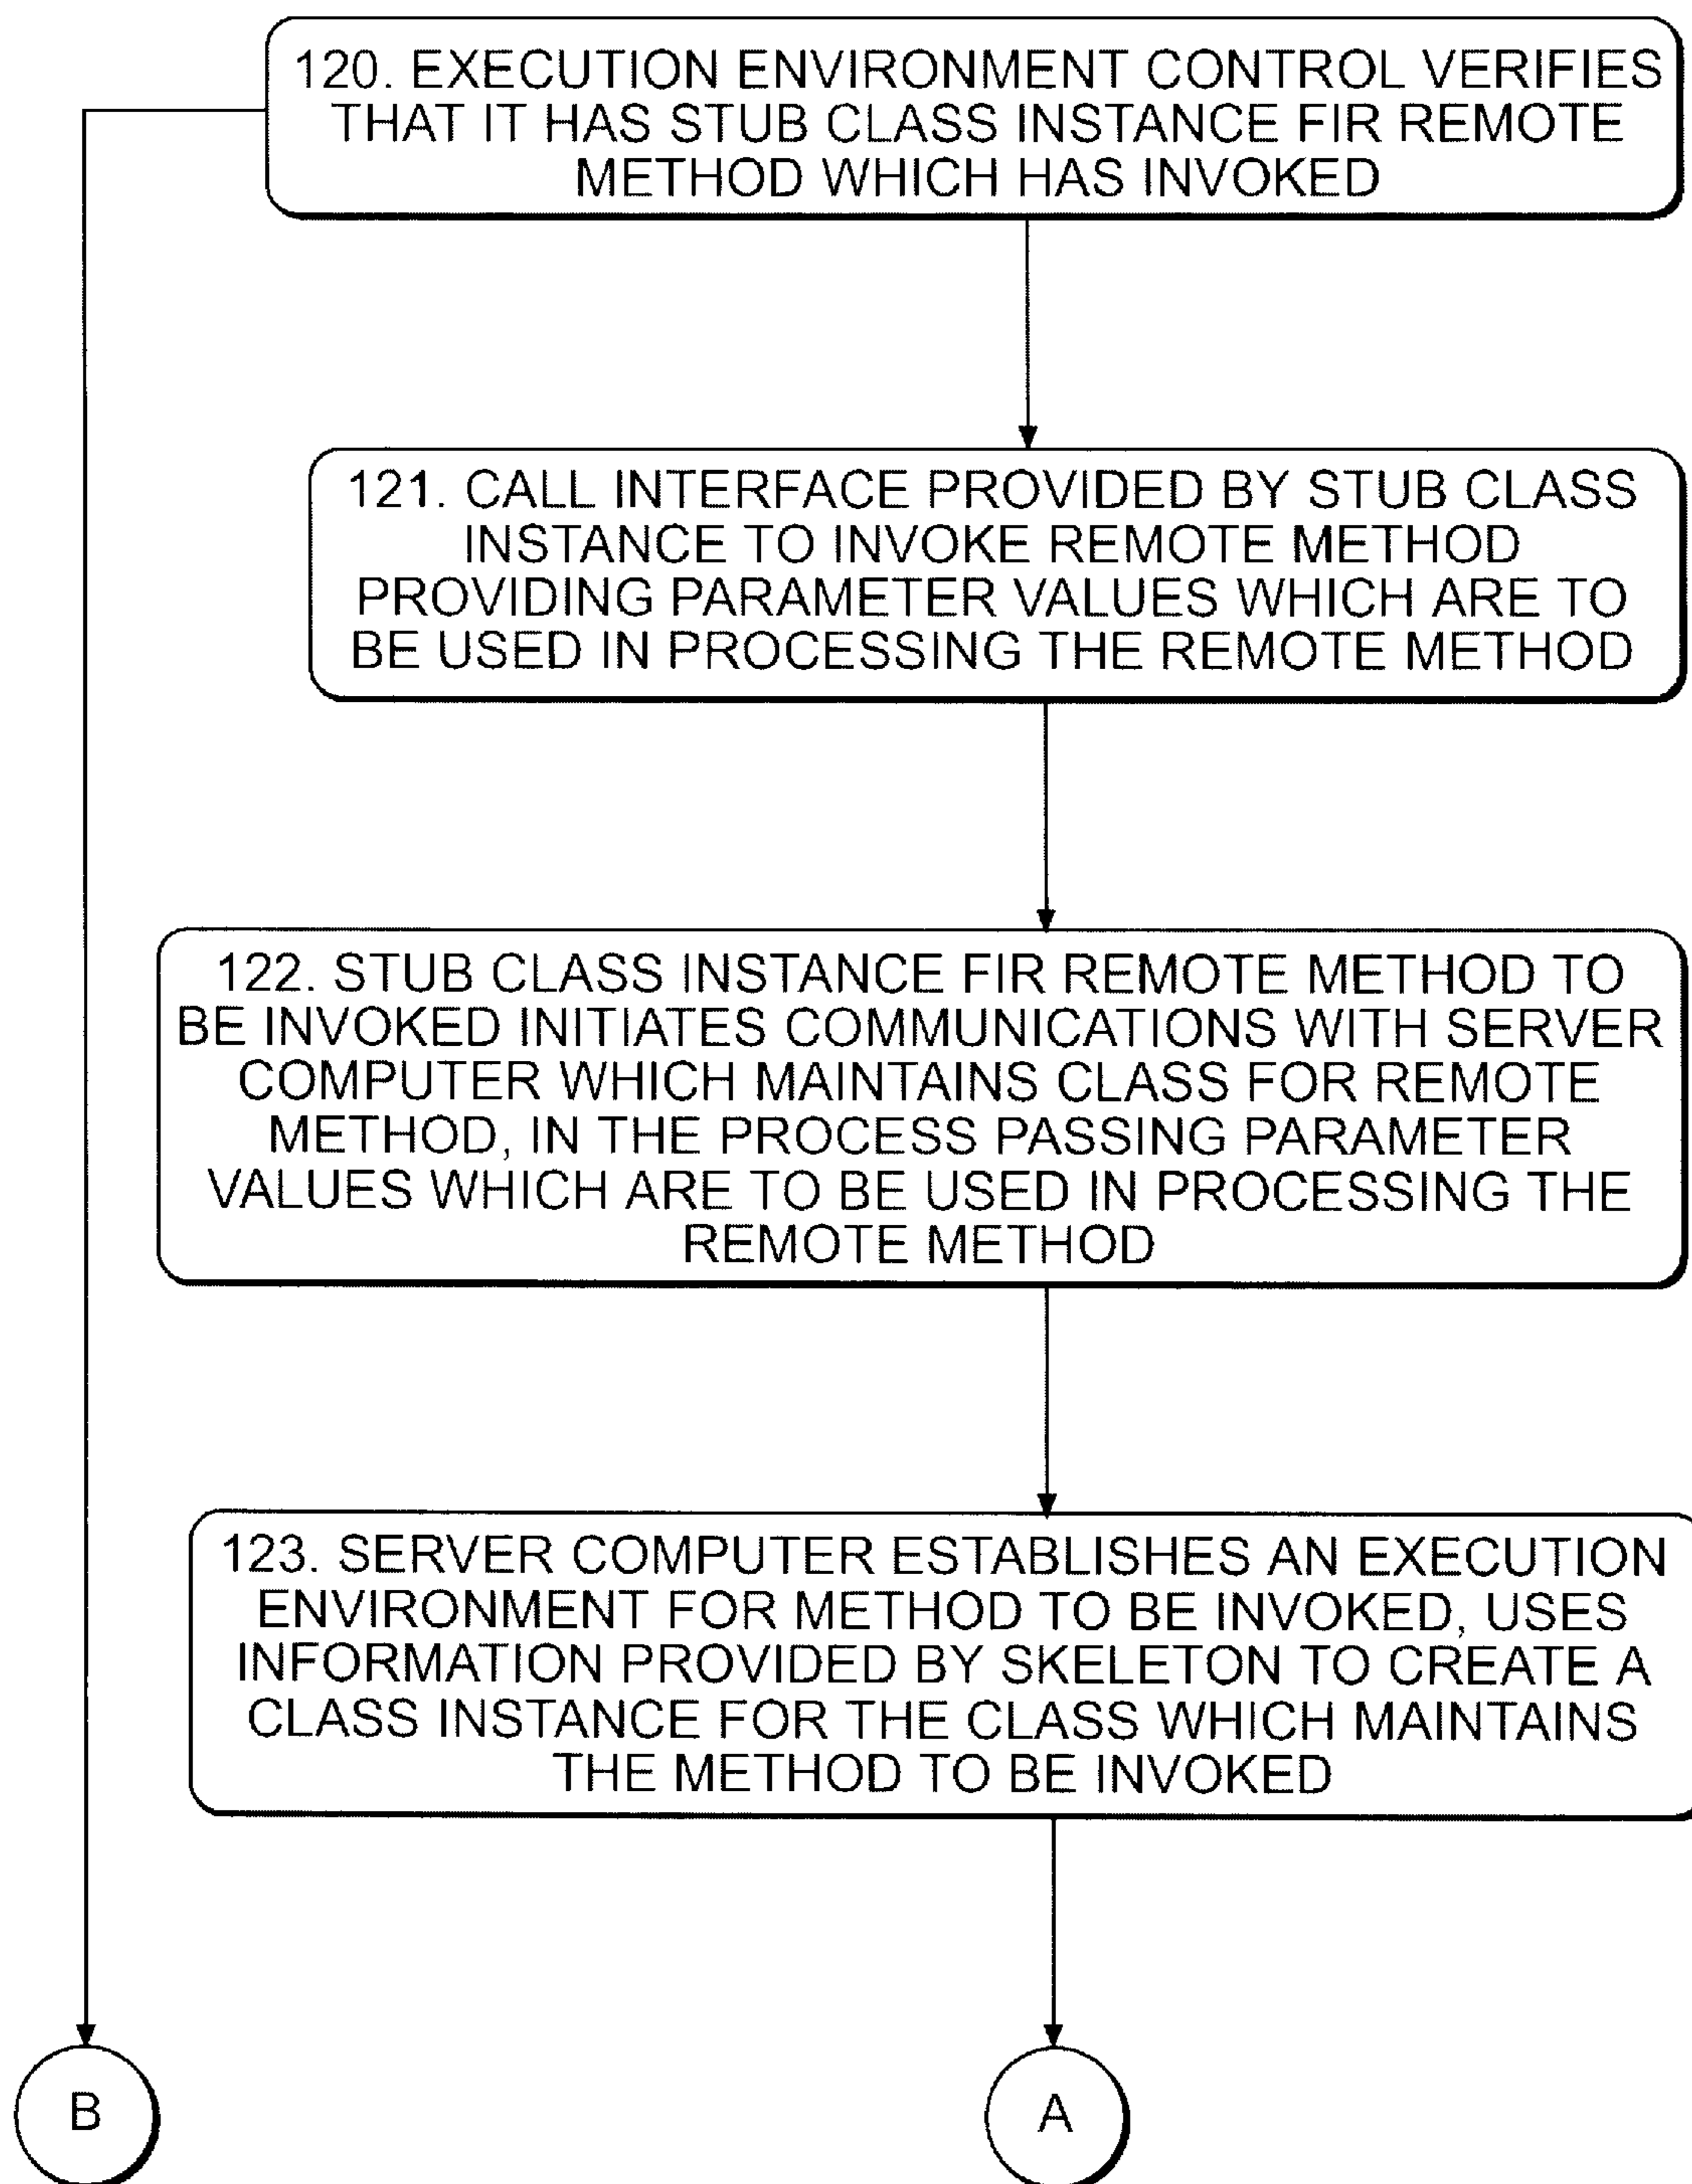 120. EXECUTION ENVIRONMENT CONTROL VERIFIES
THAT IT HAS STUB CLASS INSTANCE FIR REMOTE
METHOD WHICH HAS INVOKED
121. CALL INTERFACE PROVIDED BY STUB CLASS
INSTANCE TO INVOKE REMOTE METHOD
PROVIDING PARAMETER VALUES WHICH ARE TO
BE USED IN PROCESSING THE REMOTE METHOD
122. STUB CLASS INSTANCE FIR REMOTE METHOD TO
BE INVOKED INITIATES COMMUNICATIONS WITH SERVER
COMPUTER WHICH MAINTAINS CLASS FOR REMOTE
METHOD, IN THE PROCESS PASSING PARAMETER
VALUES WHICH ARE TO BE USED IN PROCESSING THE
REMOTE METHOD
123. SERVER COMPUTER ESTABLISHES AN EXECUTION
ENVIRONMENT FOR METHOD TO BE INVOKED, USES
INFORMATION PROVIDED BY SKELETON TO CREATE A
CLASS INSTANCE FOR THE CLASS WHICH MAINTAINS
THE METHOD TO BE INVOKED
B
A